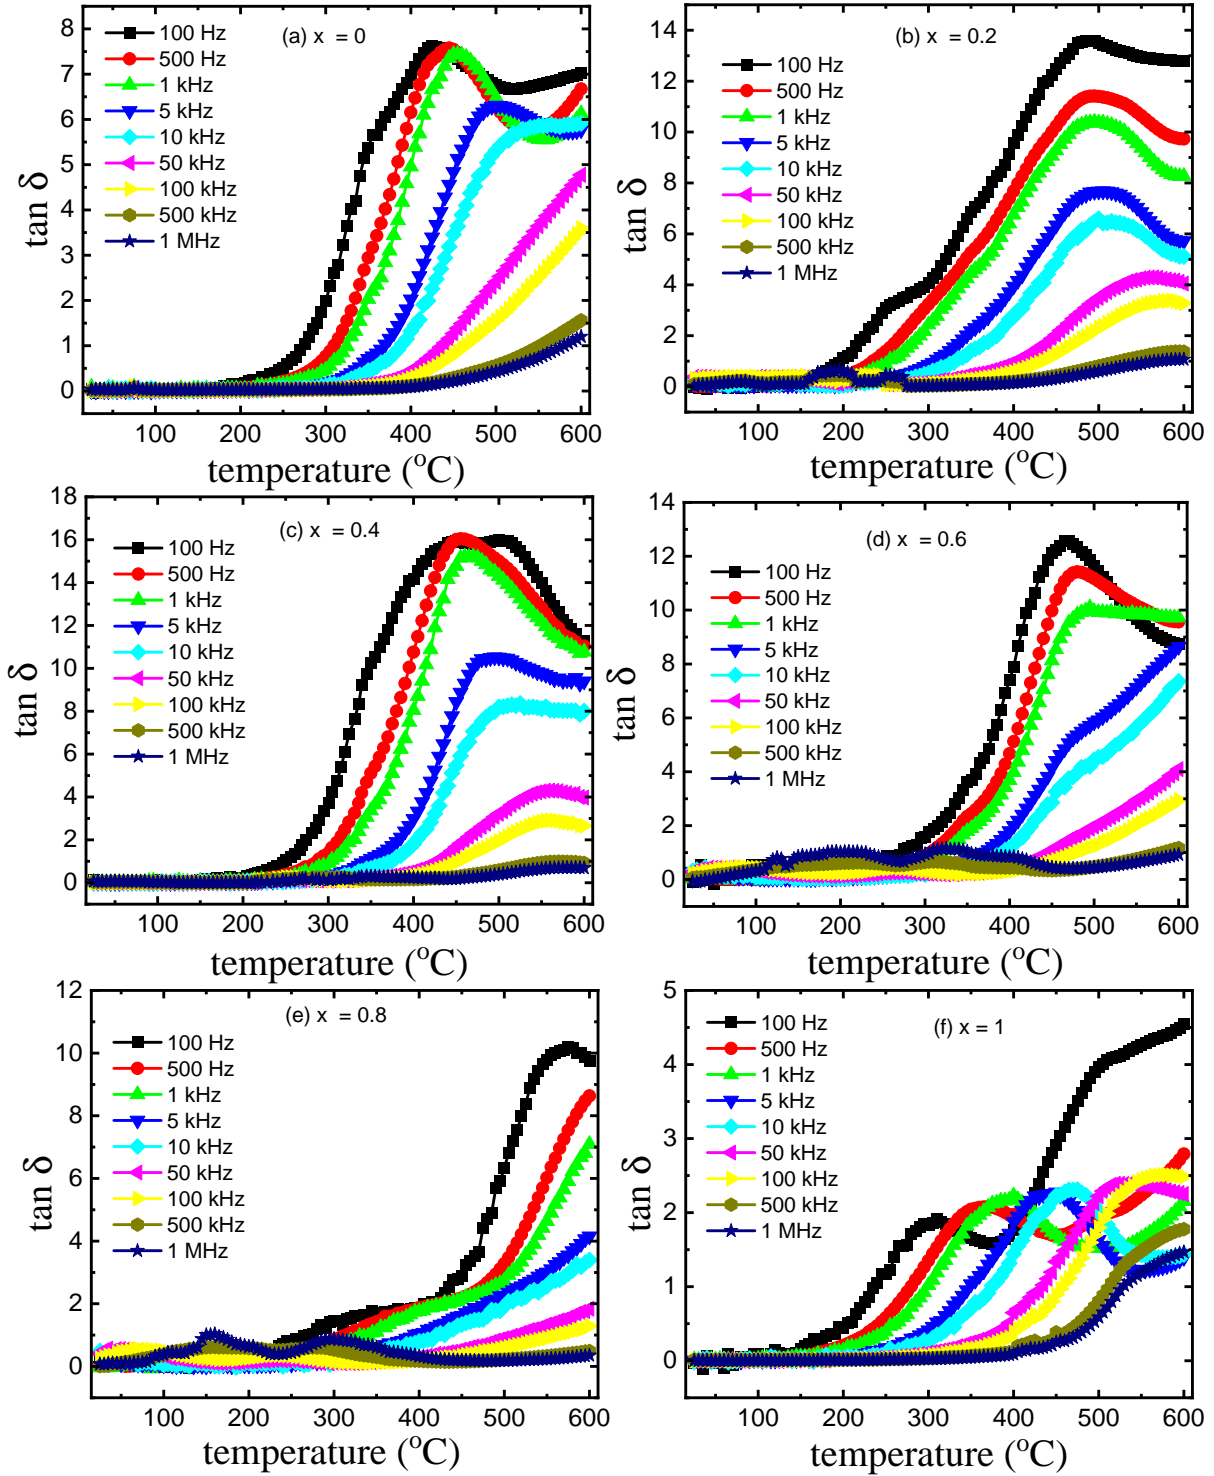 (a) x = 0
100 Hz
500 Hz
1 kHz
5 kHz
10 kHz
50 kHz
100 kHz
500 kHz
1 MHz
8
7
6
5
4
3
2
1
0
tan δ
100 200 300 400 500 600
temperature (°C)
(b) x = 0.2
100 Hz
500 Hz
1 kHz
5 kHz
10 kHz
50 kHz
100 kHz
500 kHz
1 MHz
14
12
10
8
6
4
2
0
tan δ
100 200 300 400 500 600
temperature (°C)
(c) x = 0.4
100 Hz
500 Hz
1 kHz
5 kHz
10 kHz
50 kHz
100 kHz
500 kHz
1 MHz
18
16
14
12
10
8
6
4
2
0
tan δ
100 200 300 400 500 600
temperature (°C)
(d) x = 0.6
100 Hz
500 Hz
1 kHz
5 kHz
10 kHz
50 kHz
100 kHz
500 kHz
1 MHz
14
12
10
8
6
4
2
0
tan δ
100 200 300 400 500 600
temperature (°C)
(e) x = 0.8
100 Hz
500 Hz
1 kHz
5 kHz
10 kHz
50 kHz
100 kHz
500 kHz
1 MHz
12
10
8
6
4
2
0
tan δ
100 200 300 400 500 600
temperature (°C)
(f) x = 1
100 Hz
500 Hz
1 kHz
5 kHz
10 kHz
50 kHz
100 kHz
500 kHz
1 MHz
5
4
3
2
1
0
tan δ
100 200 300 400 500 600
temperature (°C)